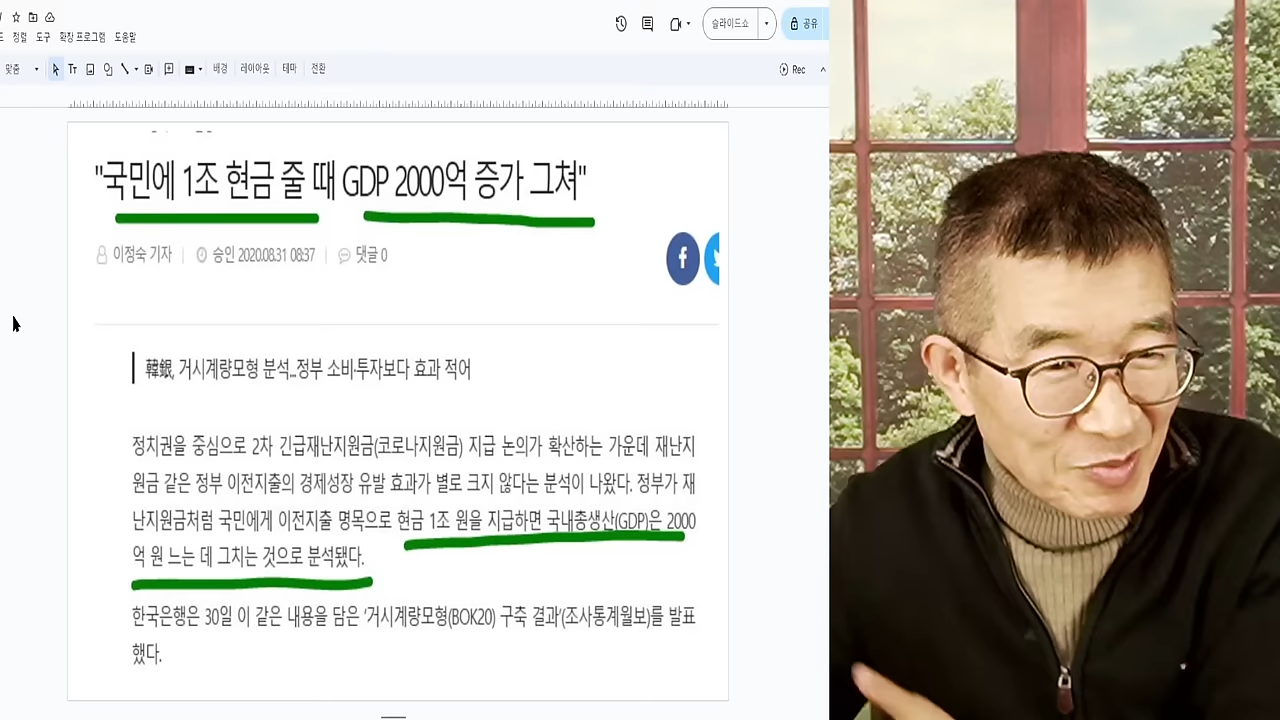 정렬 도구 확장 프로그램 도움말
슬라이드쇼
공유
맞춤
배경 레이아웃 테마 전환
Rec
"국민에 1조 현금 줄 때 GDP 2000억 증가 그쳐"
이정숙 기자 | 승인 2020.08.31 08:37 | 댓글 0
韓銀, 거시계량모형 분석...정부 소비·투자보다 효과 적어
정치권을 중심으로 2차 긴급재난지원금(코로나지원금) 지급 논의가 확산하는 가운데 재난지
원금 같은 정부 이전지출의 경제성장 유발 효과가 별로 크지 않다는 분석이 나왔다. 정부가 재
난지원금처럼 국민에게 이전지출 명목으로 현금 1조 원을 지급하면 국내총생산(GDP)은 2000
억 원 느는 데 그치는 것으로 분석됐다.
한국은행은 30일 이 같은 내용을 담은 '거시계량모형(BOK20) 구축 결과'(조사통계월보)를 발표
했다.